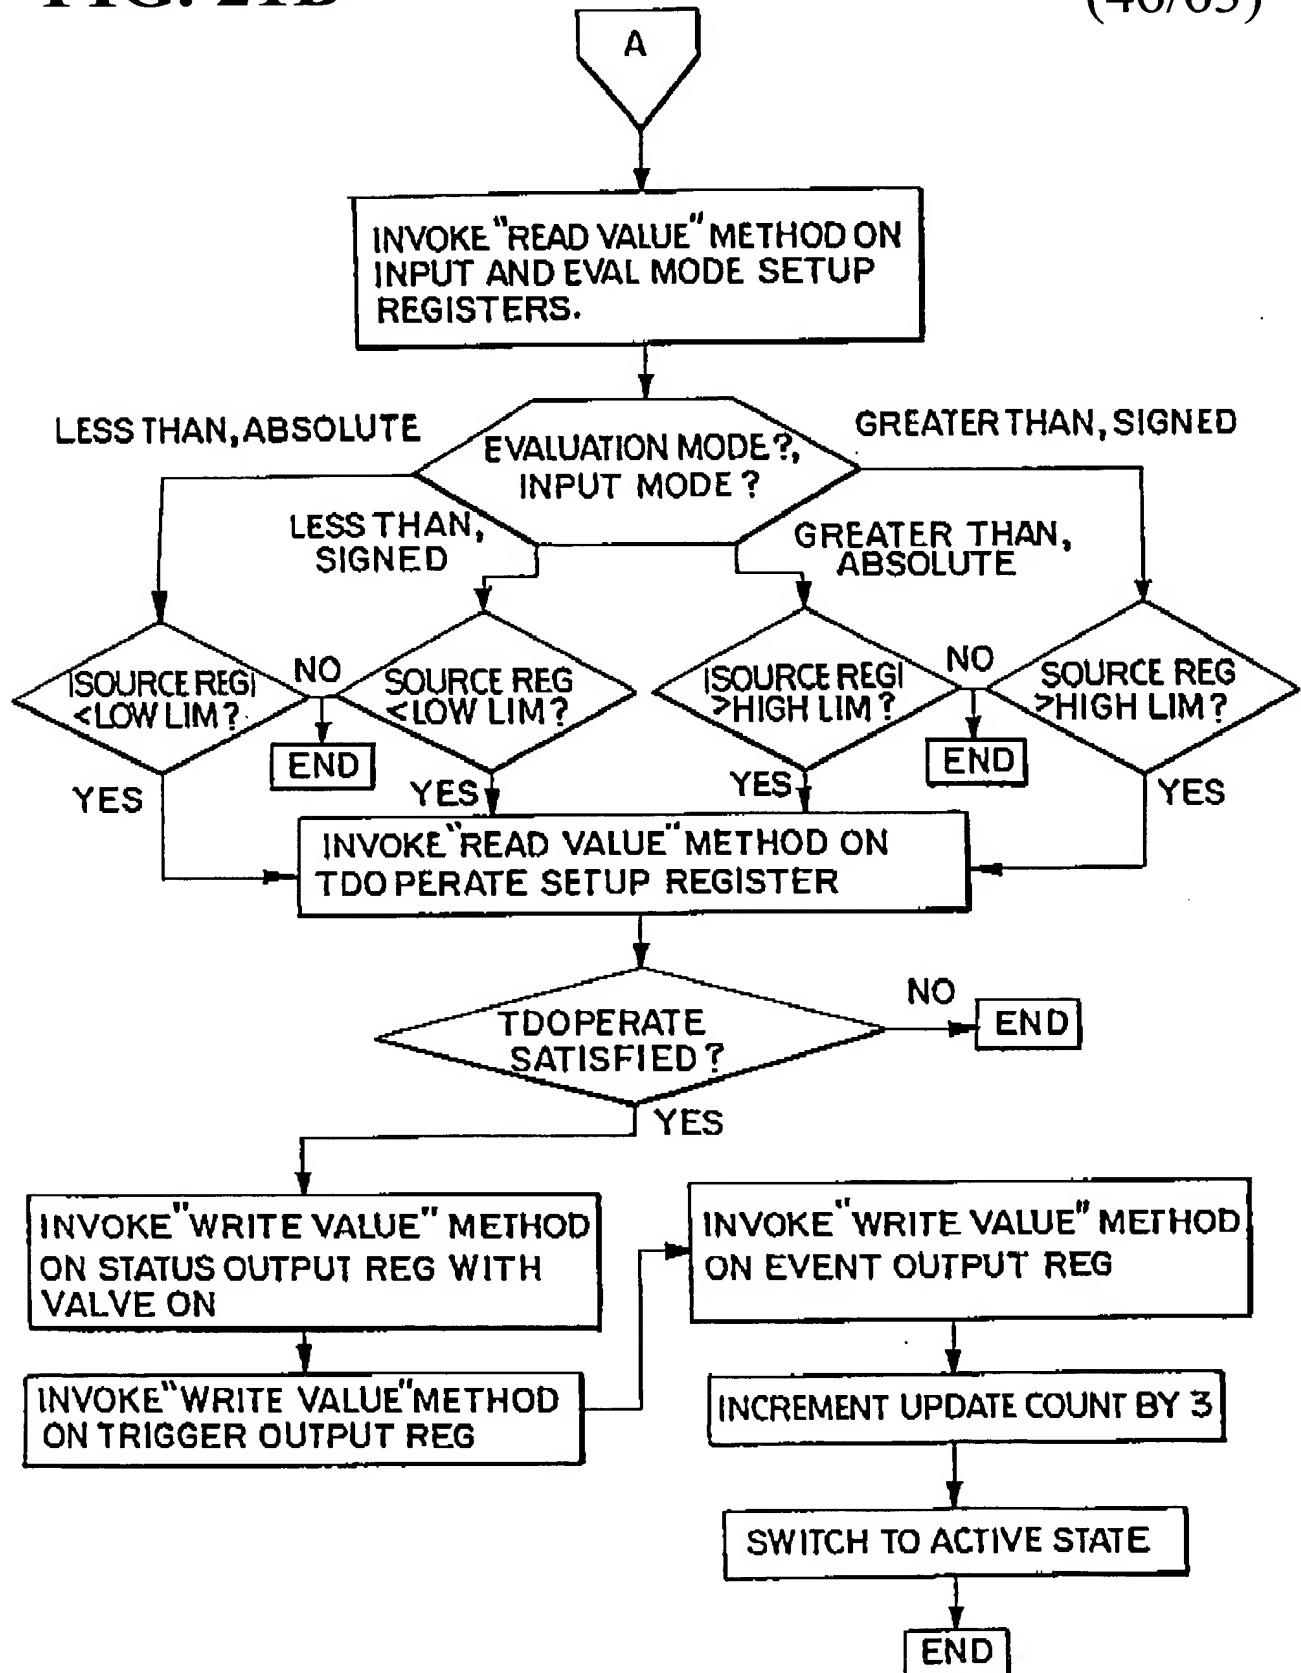 FIG. 21B
(46/63)
A
INVOKE "READ VALUE" METHOD ON
INPUT AND EVAL MODE SETUP
REGISTERS.
LESS THAN, ABSOLUTE
EVALUATION MODE?,
INPUT MODE?
GREATER THAN, SIGNED
LESS THAN,
SIGNED
GREATER THAN,
ABSOLUTE
|SOURCE REG|
<LOW LIM?
NO
SOURCE REG
<LOW LIM?
|SOURCE REG|
>HIGH LIM?
NO
SOURCE REG
>HIGH LIM?
END
END
YES
YES
YES
YES
INVOKE "READ VALUE" METHOD ON
TDOPERATE SETUP REGISTER
TDOPERATE
SATISFIED?
NO
END
YES
INVOKE "WRITE VALUE" METHOD
ON STATUS OUTPUT REG WITH
VALVE ON
INVOKE "WRITE VALUE" METHOD
ON TRIGGER OUTPUT REG
INVOKE "WRITE VALUE" METHOD
ON EVENT OUTPUT REG
INCREMENT UPDATE COUNT BY 3
SWITCH TO ACTIVE STATE
END